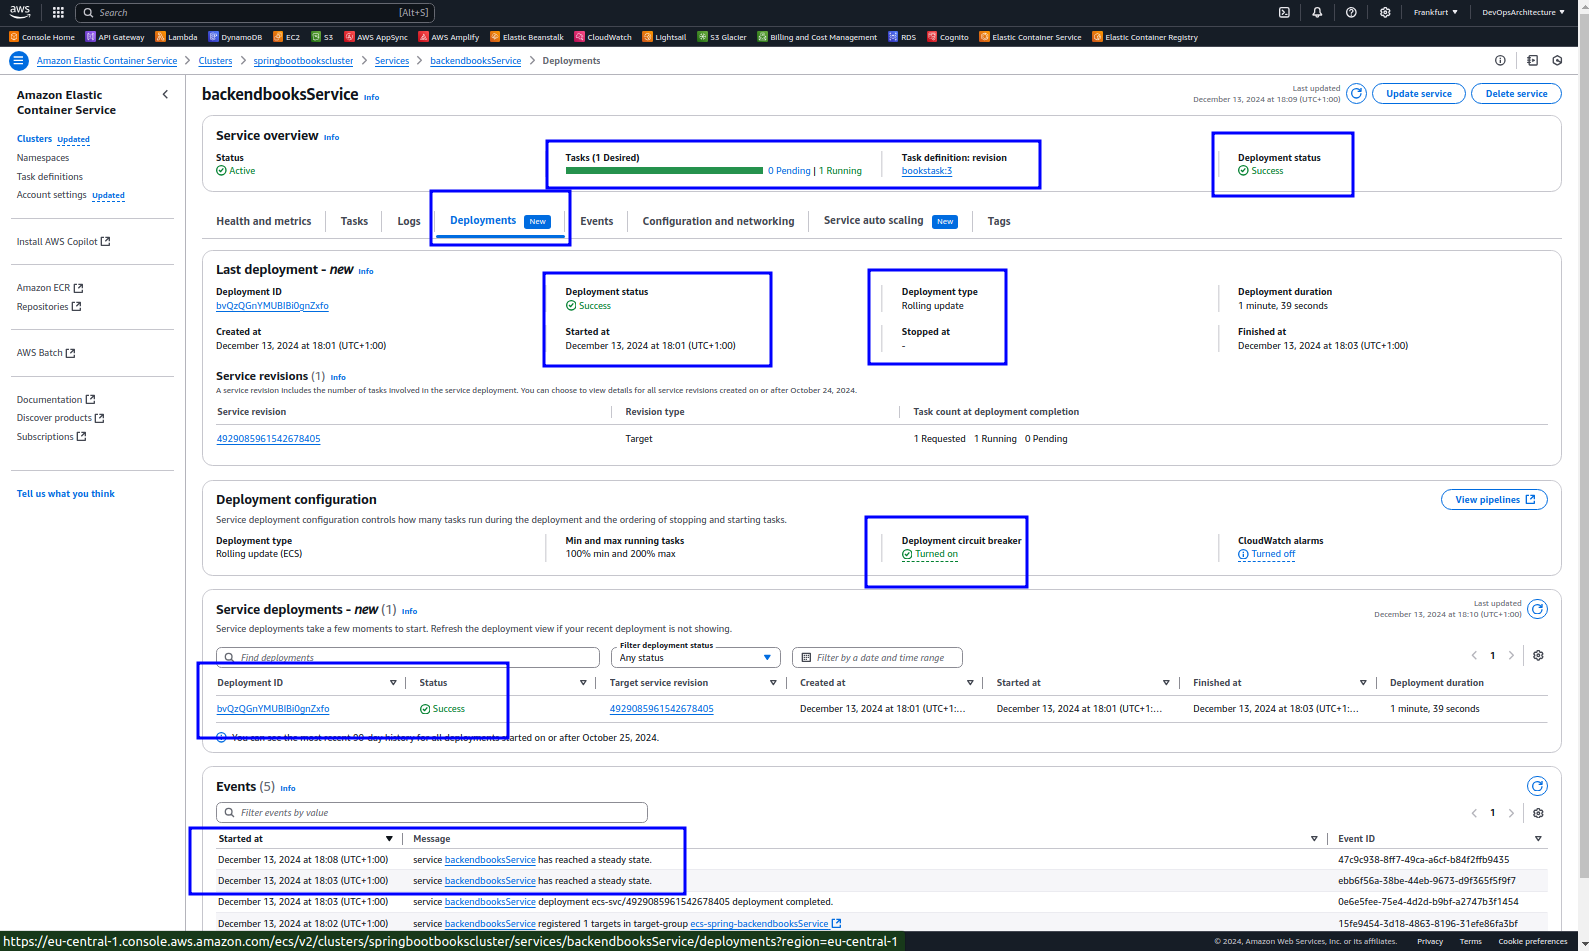 aws Search [Alt+S] Frankfurt DevOpsArchitecture
Console Home API Gateway Lambda DynamoDB EC2 S3 AWS AppSync AWS Amplify Elastic Beanstalk CloudWatch Lightsail S3 Glacier Billing and Cost Management RDS Cognito Elastic Container Service Elastic Container Registry
Amazon Elastic Container Service > Clusters > springbootbookscluster > Services > backendbooksService > Deployments
Amazon Elastic
Container Service
Clusters Updated
Namespaces
Task definitions
Account settings Updated
Install AWS Copilot
Amazon ECR
Repositories
AWS Batch
Documentation
Discover products
Subscriptions
Tell us what you think
backendbooksService Info
Last updated
December 13, 2024 at 18:09 (UTC+1:00)
Update service Delete service
Service overview Info
Status Tasks (1 Desired) Task definition: revision Deployment status
Active 0 Pending | 1 Running bookstask:3 Success
Health and metrics Tasks Logs Deployments New Events Configuration and networking Service auto scaling New Tags
Last deployment - new Info
Deployment ID Deployment status Deployment type Deployment duration
bvQzQGnYMUBIBi0gnZxfo Success Rolling update 1 minute, 39 seconds
Created at Started at Stopped at Finished at
December 13, 2024 at 18:01 (UTC+1:00) December 13, 2024 at 18:01 (UTC+1:00) - December 13, 2024 at 18:03 (UTC+1:00)
Service revisions (1) Info
A service revision includes the number of tasks involved in the service deployment. You can choose to view details for all service revisions created on or after October 24, 2024.
Service revision Revision type Task count at deployment completion
4929085961542678405 Target 1 Requested 1 Running 0 Pending
Deployment configuration
View pipelines
Service deployment configuration controls how many tasks run during the deployment and the ordering of stopping and starting tasks.
Deployment type Min and max running tasks Deployment circuit breaker CloudWatch alarms
Rolling update (ECS) 100% min and 200% max Turned on Turned off
Service deployments - new (1) Info
Last updated
December 13, 2024 at 18:10 (UTC+1:00)
Service deployments take a few moments to start. Refresh the deployment view if your recent deployment is not showing.
Filter deployment status
Find deployments Any status Filter by a date and time range 1
Deployment ID Status Target service revision Created at Started at Finished at Deployment duration
bvQzQGnYMUBIBi0gnZxfo Success 4929085961542678405 December 13, 2024 at 18:01 (UTC+1:... December 13, 2024 at 18:01 (UTC+1:... December 13, 2024 at 18:03 (UTC+1:... 1 minute, 39 seconds
You can see the most recent 90-day history for all deployments started on or after October 25, 2024.
Events (5) Info
Filter events by value 1
Started at Message Event ID
December 13, 2024 at 18:08 (UTC+1:00) service backendbooksService has reached a steady state. 47c9c938-8ff7-49ca-a6cf-b84f2ffb9435
December 13, 2024 at 18:03 (UTC+1:00) service backendbooksService has reached a steady state. ebb6f56a-38be-44eb-9673-d9f365f5f9f7
December 13, 2024 at 18:03 (UTC+1:00) service backendbooksService deployment ecs-svc/4929085961542678405 deployment completed. 0e6e5fee-75e4-4d2d-b9bf-a2747b3f1454
December 13, 2024 at 18:02 (UTC+1:00) service backendbooksService registered 1 targets in target-group ecs-spring-backendbooksService 15fe9454-3d18-4863-8196-31efe86fa3bf
https://eu-central-1.console.aws.amazon.com/ecs/v2/clusters/springbootbookscluster/services/backendbooksService/deployments?region=eu-central-1
© 2024, Amazon Web Services, Inc. or its affiliates. Privacy Terms Cookie preferences